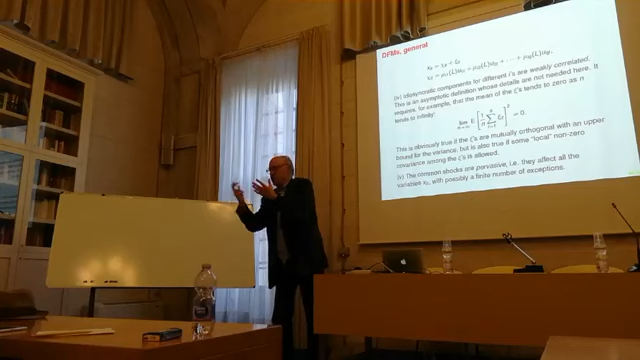 DFMs, general
(iv) Idiosyncratic components for different i's are weakly correlated.
This is an asymptotic definition whose details are not needed here. It
requires, for example, that the mean of the ζ's tends to zero as n
tends to infinity:
= 0.
This is obviously true if the ζ's are mutually orthogonal with an upper
bound for the variance, but is also true if some "local" non-zero
covariance among the ζ's is allowed.
(v) The common shocks are pervasive, i.e. they affect all the
variables with possibly a finite number of exceptions.